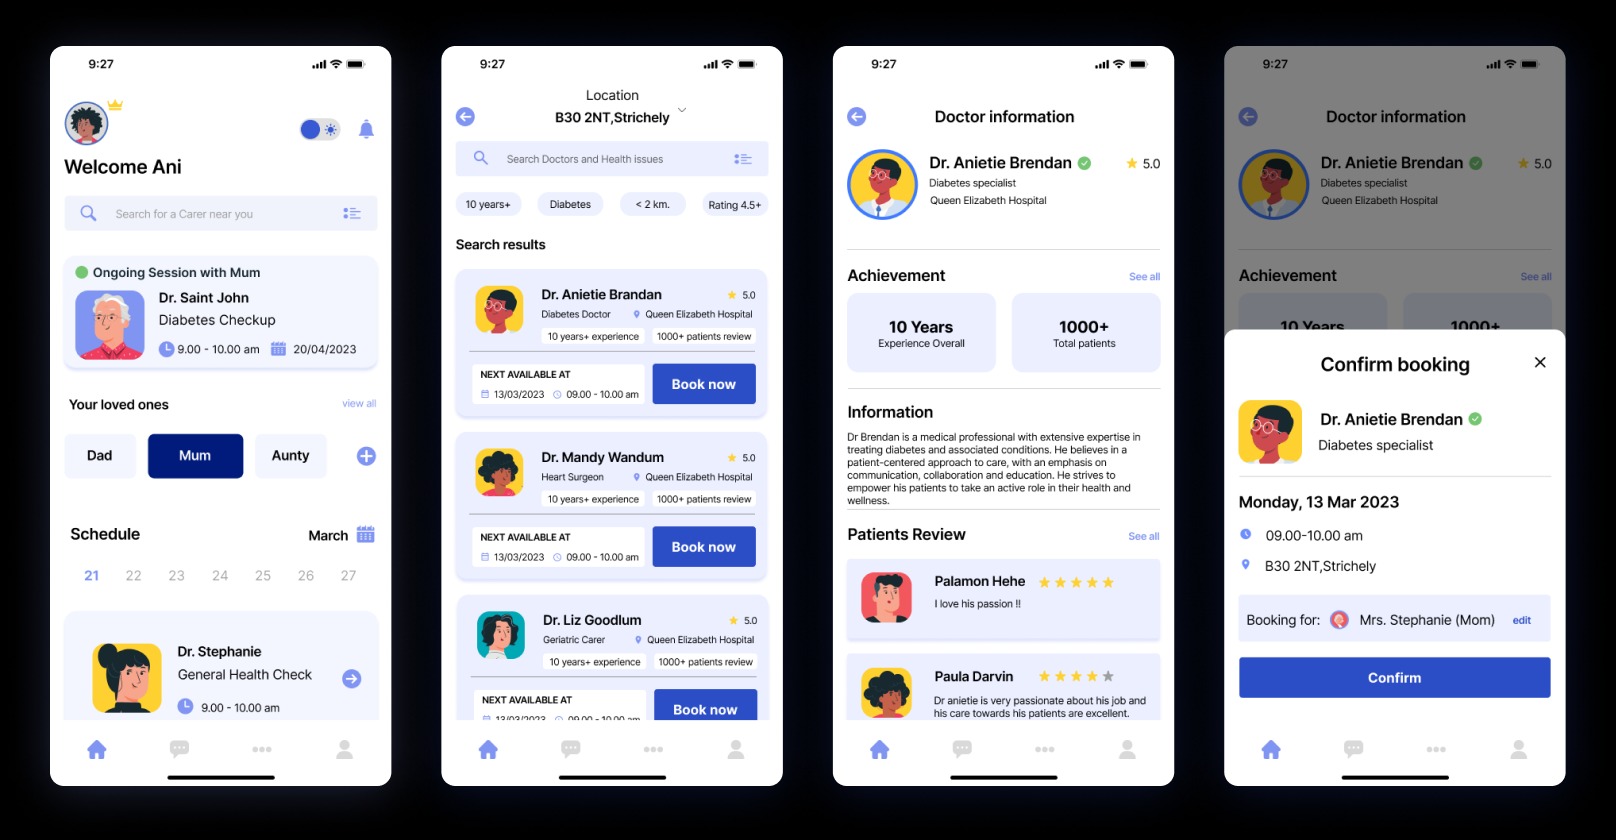 9:27
Welcome Ani
Search for a Carer near you
Ongoing Session with Mum
Dr. Saint John
Diabetes Checkup
9.00 - 10.00 am
20/04/2023
Your loved ones
view all
Dad
Mum
Aunty
Schedule
March
21 22 23 24 25 26 27
Dr. Stephanie
General Health Check
9.00 - 10.00 am
9:27
Location
B30 2NT,Strichely
Search Doctors and Health issues
10 years+
Diabetes
< 2 km.
Rating 4.5+
Search results
Dr. Anietie Brandan
5.0
Diabetes Doctor
Queen Elizabeth Hospital
10 years+ experience
1000+ patients review
NEXT AVAILABLE AT
13/03/2023
09.00 - 10.00 am
Book now
Dr. Mandy Wandum
5.0
Heart Surgeon
Queen Elizabeth Hospital
10 years+ experience
1000+ patients review
NEXT AVAILABLE AT
13/03/2023
09.00 - 10.00 am
Book now
Dr. Liz Goodlum
5.0
Geriatric Carer
Queen Elizabeth Hospital
10 years+ experience
1000+ patients review
NEXT AVAILABLE AT
13/03/2023
09.00 - 10.00 am
Book now
9:27
Doctor information
Dr. Anietie Brendan
5.0
Diabetes specialist
Queen Elizabeth Hospital
Achievement
See all
10 Years
Experience Overall
1000+
Total patients
Information
Dr Brendan is a medical professional with extensive expertise in
treating diabetes and associated conditions. He believes in a
patient-centered approach to care, with an emphasis on
communication, collaboration and education. He strives to
empower his patients to take an active role in their health and
wellness.
Patients Review
See all
Palamon Hehe
I love his passion !!
Paula Darvin
Dr anietie is very passionate about his job and
his care towards his patients are excellent.
9:27
Doctor information
Dr. Anietie Brendan
5.0
Diabetes specialist
Queen Elizabeth Hospital
Achievement
See all
10 Years
1000+
Confirm booking
Dr. Anietie Brendan
Diabetes specialist
Monday, 13 Mar 2023
09.00-10.00 am
B30 2NT,Strichely
Booking for:
Mrs. Stephanie (Mom)
edit
Confirm